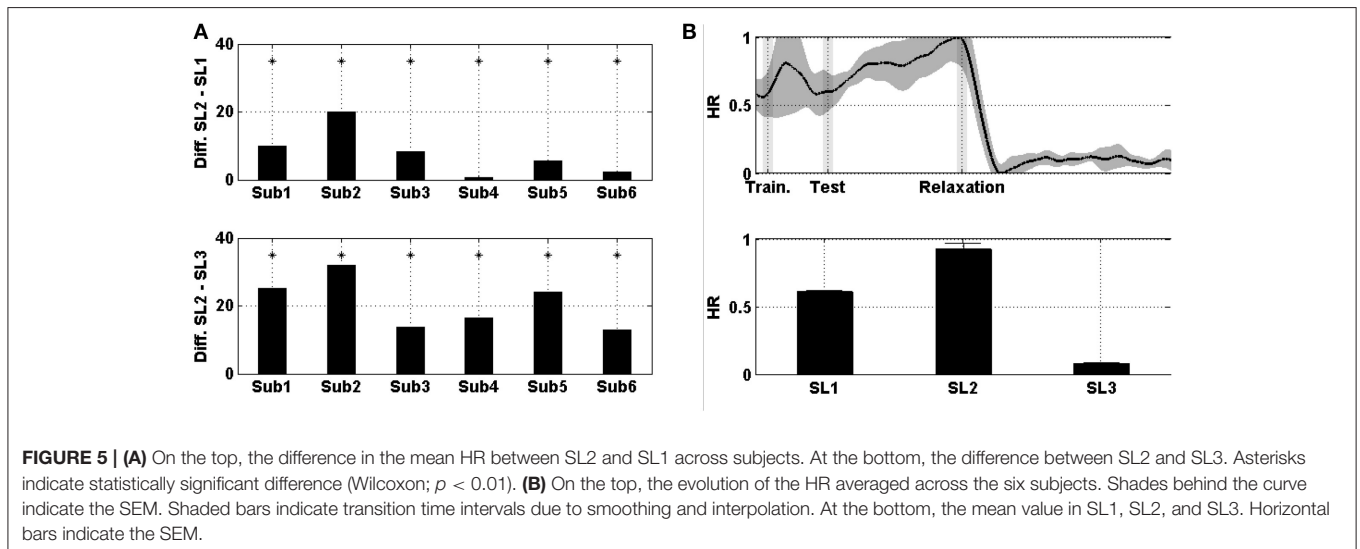 A
40
20
0
Diff. SL2 - SL1
* * * * * *
Sub1 Sub2 Sub3 Sub4 Sub5 Sub6
40
20
0
Diff. SL2 - SL3
* * * * * *
Sub1 Sub2 Sub3 Sub4 Sub5 Sub6
B
1
0.5
0
HR
Train. Test Relaxation
1
0.5
0
HR
SL1 SL2 SL3
FIGURE 5 | (A) On the top, the difference in the mean HR between SL2 and SL1 across subjects. At the bottom, the difference between SL2 and SL3. Asterisks
indicate statistically significant difference (Wilcoxon; p < 0.01). (B) On the top, the evolution of the HR averaged across the six subjects. Shades behind the curve
indicate the SEM. Shaded bars indicate transition time intervals due to smoothing and interpolation. At the bottom, the mean value in SL1, SL2, and SL3. Horizontal
bars indicate the SEM.